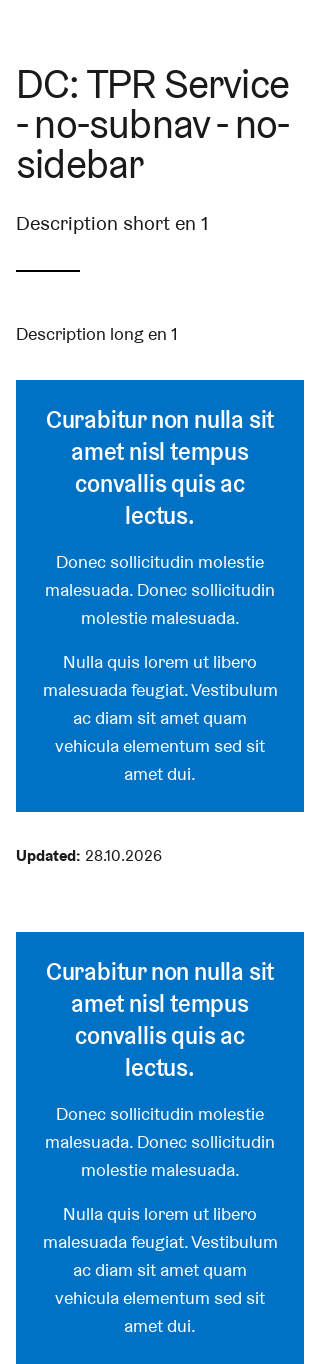 DC: TPR Service
- no-subnav - no-
sidebar
Description short en 1
Description long en 1
Curabitur non nulla sit
amet nisl tempus
convallis quis ac
lectus.
Donec sollicitudin molestie
malesuada. Donec sollicitudin
molestie malesuada.
Nulla quis lorem ut libero
malesuada feugiat. Vestibulum
ac diam sit amet quam
vehicula elementum sed sit
amet dui.
Updated: 28.10.2026
Curabitur non nulla sit
amet nisl tempus
convallis quis ac
lectus.
Donec sollicitudin molestie
malesuada. Donec sollicitudin
molestie malesuada.
Nulla quis lorem ut libero
malesuada feugiat. Vestibulum
ac diam sit amet quam
vehicula elementum sed sit
amet dui.